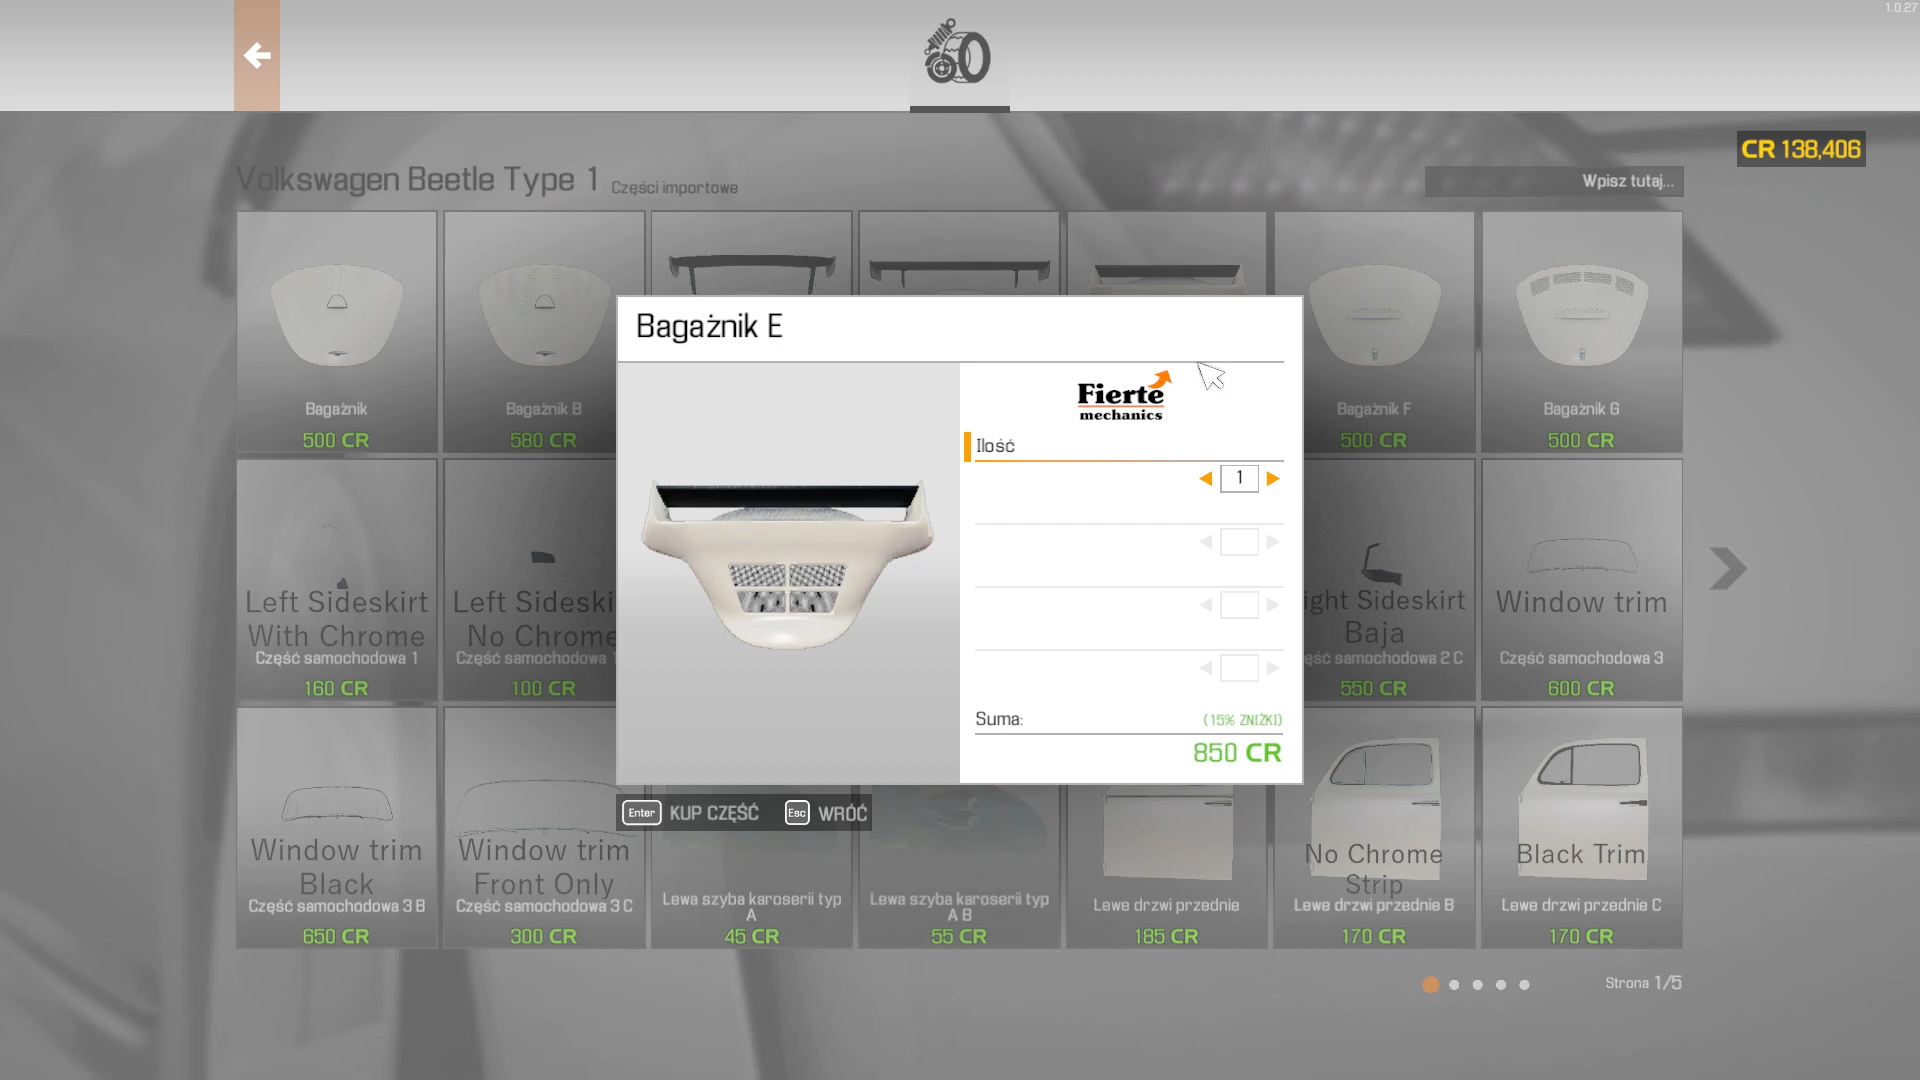 1.0.27
CR 138,406
Volkswagen Beetle Type 1 Części importowe
Wpisz tutaj...
Bagażnik
500 CR
Bagażnik B
580 CR
Bagażnik F
500 CR
Bagażnik G
500 CR
Bagażnik E
Fierte
mechanics
Ilość
1
Suma:
(15% ZNIŻKI)
850 CR
Enter KUP CZĘŚĆ Esc WRÓĆ
Left Sideskirt
With Chrome
Część samochodowa 1
160 CR
Left Sideski
No Chrome
Część samochodowa 1
100 CR
ight Sideskirt
Baja
ęść samochodowa 2 C
550 CR
Window trim
Część samochodowa 3
600 CR
Window trim
Black
Część samochodowa 3 B
650 CR
Window trim
Front Only
Część samochodowa 3 C
300 CR
Lewa szyba karoserii typ
A
45 CR
Lewa szyba karoserii typ
A B
55 CR
Lewe drzwi przednie
185 CR
No Chrome
Strip
Lewe drzwi przednie B
170 CR
Black Trim
Lewe drzwi przednie C
170 CR
Strona 1/5